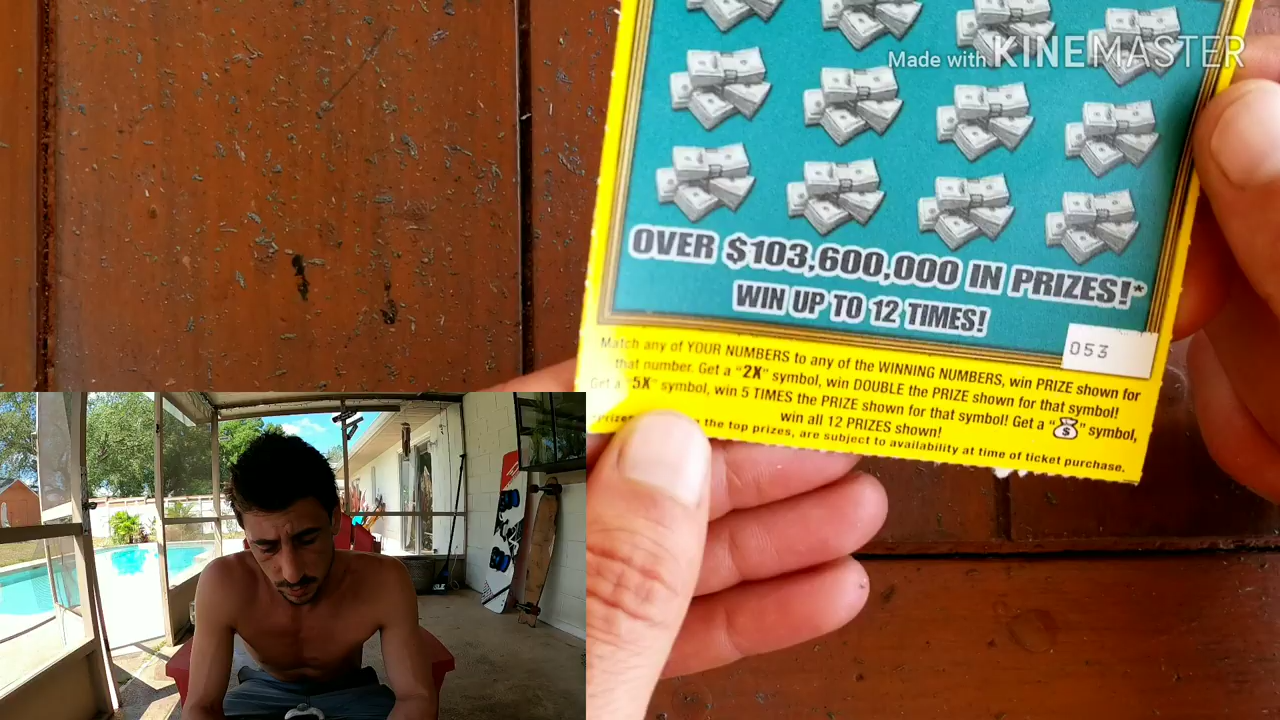 Made with KINEMASTER
OVER $103,600,000 IN PRIZES!*
WIN UP TO 12 TIMES!
053
Match any of YOUR NUMBERS to any of the WINNING NUMBERS, win PRIZE shown for
that number. Get a "2X" symbol, win DOUBLE the PRIZE shown for that symbol!
Get a "5X" symbol, win 5 TIMES the PRIZE shown for that symbol! Get a " $ " symbol,
win all 12 PRIZES shown!
the top prizes, are subject to availability at time of ticket purchase.